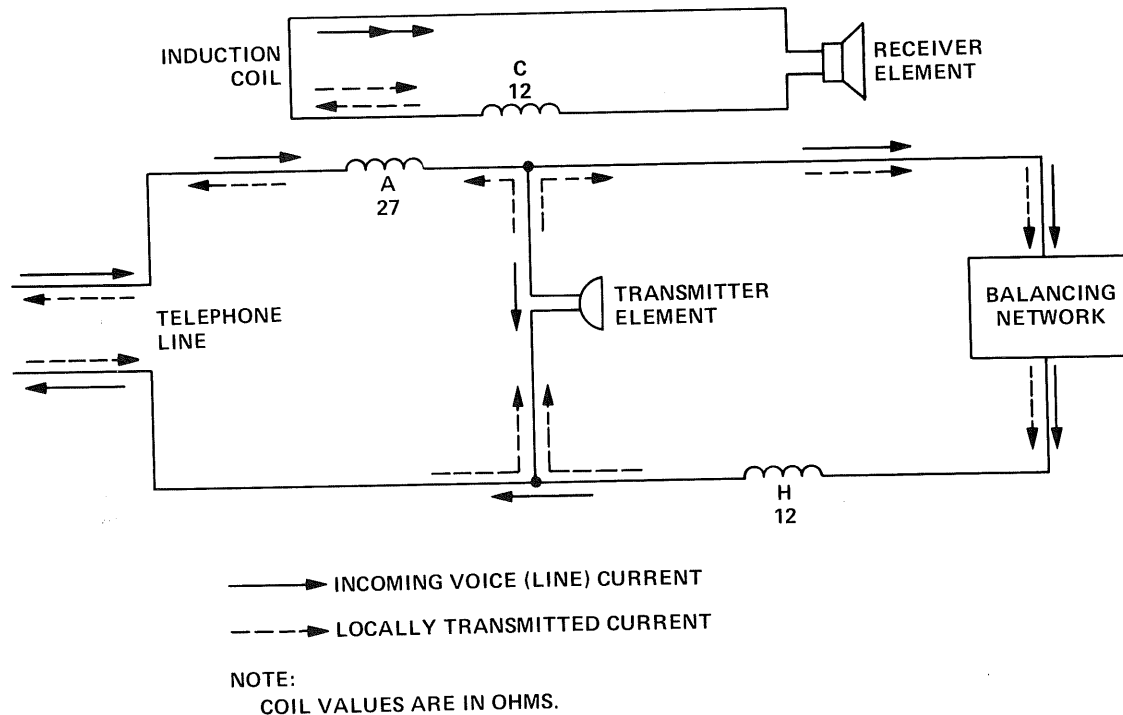 INDUCTION
COIL
C
12
RECEIVER
ELEMENT
A
27
TELEPHONE
LINE
TRANSMITTER
ELEMENT
BALANCING
NETWORK
H
12
INCOMING VOICE (LINE) CURRENT
LOCALLY TRANSMITTED CURRENT
NOTE:
COIL VALUES ARE IN OHMS.